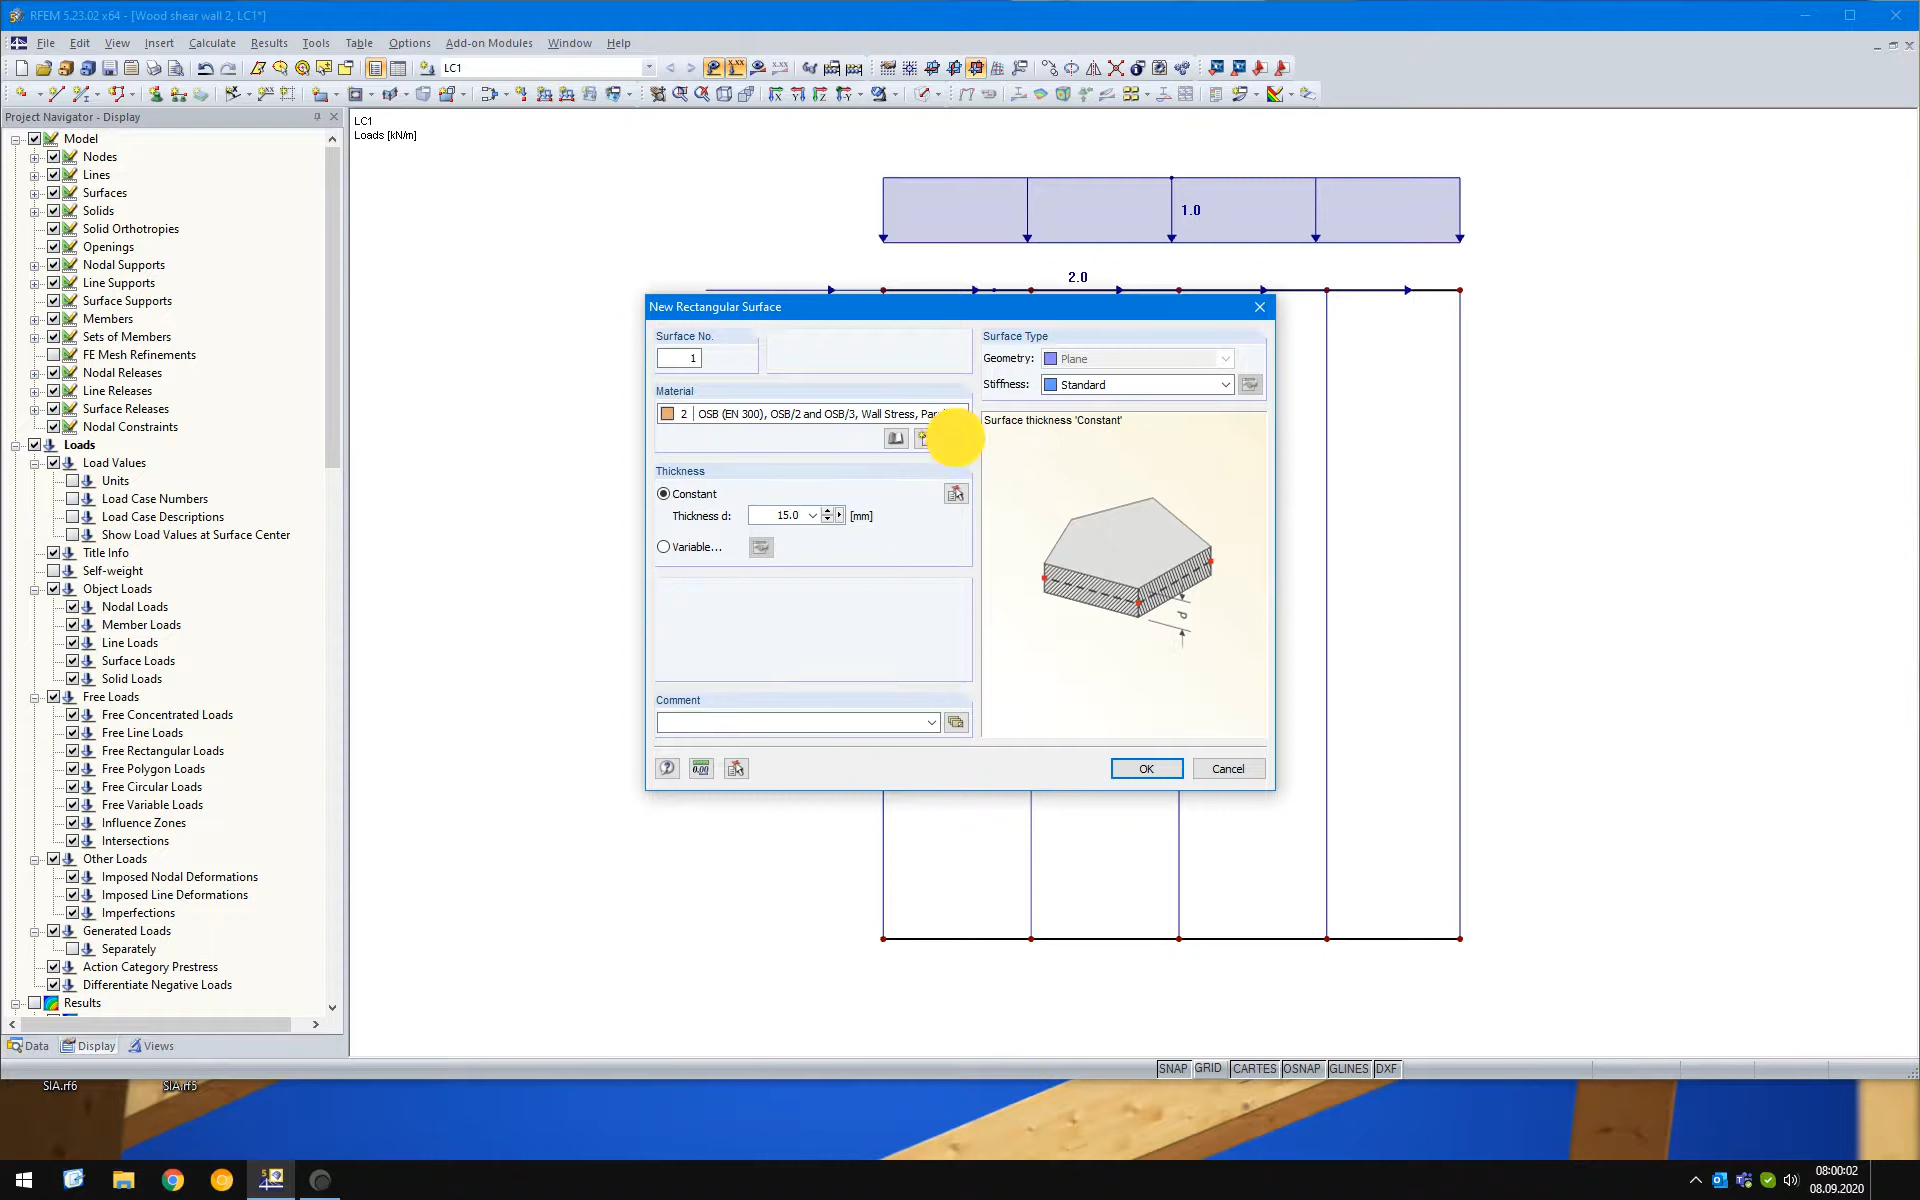 RFEM 5.23.02 x64 - [Wood shear wall 2, LC1*]
File Edit View Insert Calculate Results Tools Table Options Add-on Modules Window Help
LC1
Project Navigator - Display
Model
Nodes
Lines
Surfaces
Solids
Solid Orthotropies
Openings
Nodal Supports
Line Supports
Surface Supports
Members
Sets of Members
FE Mesh Refinements
Nodal Releases
Line Releases
Surface Releases
Nodal Constraints
Loads
Load Values
Units
Load Case Numbers
Load Case Descriptions
Show Load Values at Surface Center
Title Info
Self-weight
Object Loads
Nodal Loads
Member Loads
Line Loads
Surface Loads
Solid Loads
Free Loads
Free Concentrated Loads
Free Line Loads
Free Rectangular Loads
Free Polygon Loads
Free Circular Loads
Free Variable Loads
Influence Zones
Intersections
Other Loads
Imposed Nodal Deformations
Imposed Line Deformations
Imperfections
Generated Loads
Separately
Action Category Prestress
Differentiate Negative Loads
Results
Data Display Views
LC1
Loads [kN/m]
1.0
2.0
New Rectangular Surface
Surface No.
1
Material
2 OSB (EN 300), OSB/2 and OSB/3, Wall Stress,
Thickness
Constant
Thickness d: 15.0 [mm]
Variable...
Comment
Surface Type
Geometry: Plane
Stiffness: Standard
Surface thickness 'Constant'
d
0.00
OK Cancel
SNAP GRID CARTES OSNAP GLINES DXF
SIA.rf6 SIA.rf5
08:00:02
08.09.2020